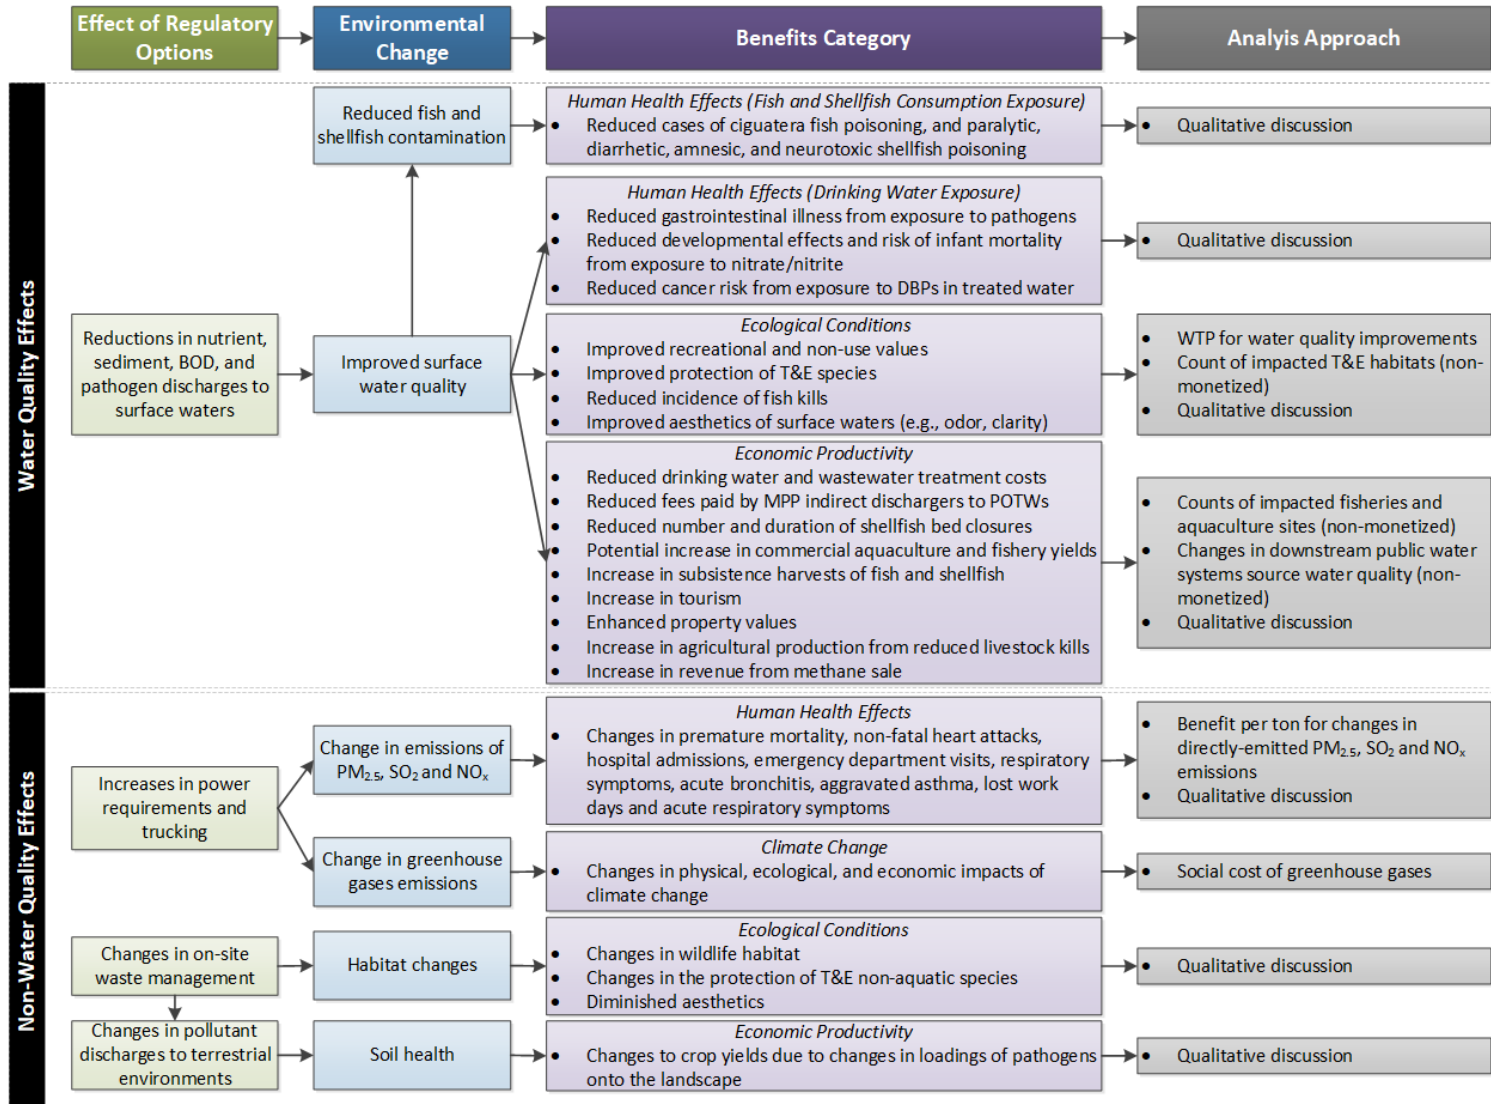 Effect of Regulatory
Options
Environmental
Change
Benefits Category
Analyis Approach
Water Quality Effects
Reduced fish and
shellfish contamination
Human Health Effects (Fish and Shellfish Consumption Exposure)
• Reduced cases of ciguatera fish poisoning, and paralytic,
diarrhetic, amnesic, and neurotoxic shellfish poisoning
• Qualitative discussion
Human Health Effects (Drinking Water Exposure)
• Reduced gastrointestinal illness from exposure to pathogens
• Reduced developmental effects and risk of infant mortality
from exposure to nitrate/nitrite
• Reduced cancer risk from exposure to DBPs in treated water
• Qualitative discussion
Reductions in nutrient,
sediment, BOD, and
pathogen discharges to
surface waters
Improved surface
water quality
Ecological Conditions
• Improved recreational and non-use values
• Improved protection of T&E species
• Reduced incidence of fish kills
• Improved aesthetics of surface waters (e.g., odor, clarity)
• WTP for water quality improvements
• Count of impacted T&E habitats (non-
monetized)
• Qualitative discussion
Economic Productivity
• Reduced drinking water and wastewater treatment costs
• Reduced fees paid by MPP indirect dischargers to POTWs
• Reduced number and duration of shellfish bed closures
• Potential increase in commercial aquaculture and fishery yields
• Increase in subsistence harvests of fish and shellfish
• Increase in tourism
• Enhanced property values
• Increase in agricultural production from reduced livestock kills
• Increase in revenue from methane sale
• Counts of impacted fisheries and
aquaculture sites (non-monetized)
• Changes in downstream public water
systems source water quality (non-
monetized)
• Qualitative discussion
Non-Water Quality Effects
Increases in power
requirements and
trucking
Change in emissions of
PM2.5, SO2 and NOx
Human Health Effects
• Changes in premature mortality, non-fatal heart attacks,
hospital admissions, emergency department visits, respiratory
symptoms, acute bronchitis, aggravated asthma, lost work
days and acute respiratory symptoms
• Benefit per ton for changes in
directly-emitted PM2.5, SO2 and NOx
emissions
• Qualitative discussion
Change in greenhouse
gases emissions
Climate Change
• Changes in physical, ecological, and economic impacts of
climate change
• Social cost of greenhouse gases
Changes in on-site
waste management
Habitat changes
Ecological Conditions
• Changes in wildlife habitat
• Changes in the protection of T&E non-aquatic species
• Diminished aesthetics
• Qualitative discussion
Changes in pollutant
discharges to terrestrial
environments
Soil health
Economic Productivity
• Changes to crop yields due to changes in loadings of pathogens
onto the landscape
• Qualitative discussion